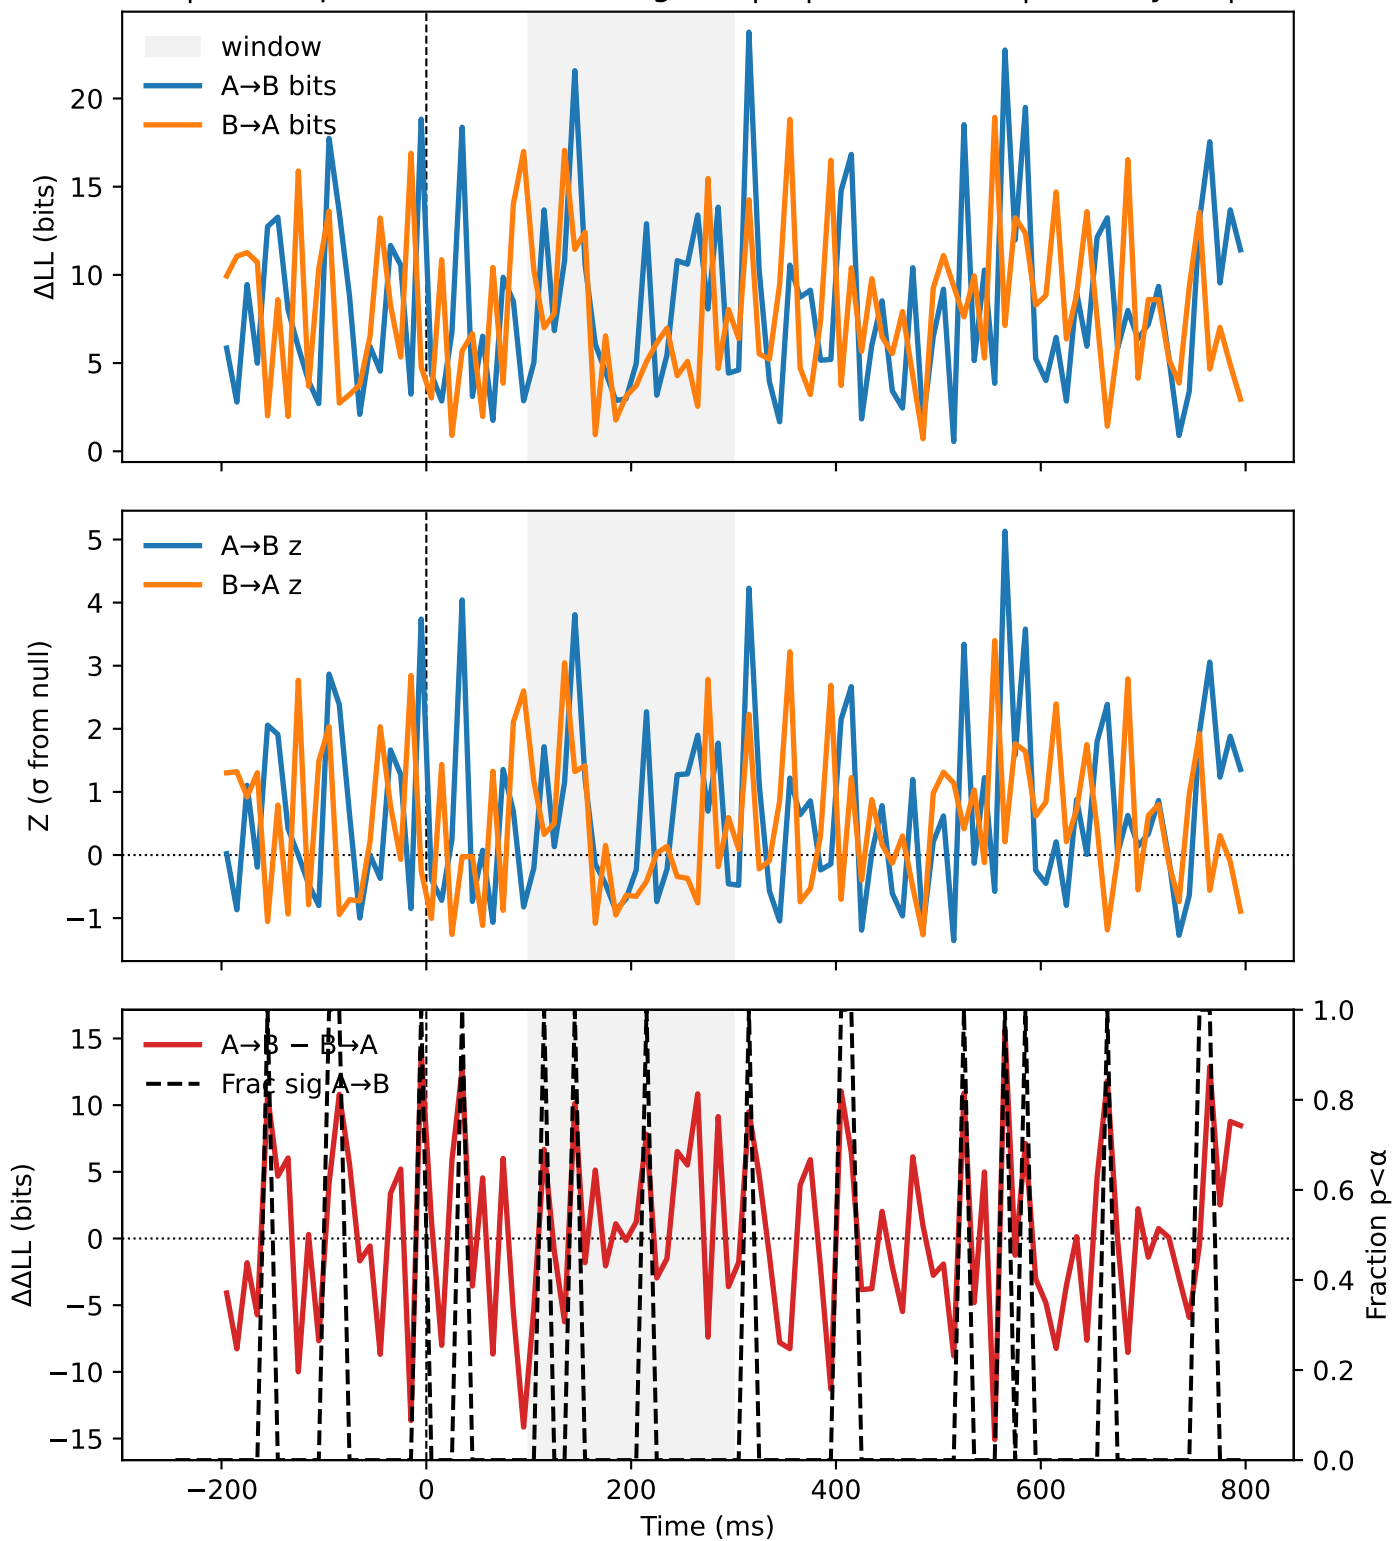 window
A→B bits
B→A bits
ΔLL (bits)
20
15
10
5
0
A→B z
B→A z
Z (σ from null)
5
4
3
2
1
0
−1
A→B − B→A
Frac sig A→B
ΔΔLL (bits)
15
10
5
0
−5
−10
−15
1.0
0.8
0.6
0.4
0.2
0.0
Fraction p<α
−200 0 200 400 600 800
Time (ms)